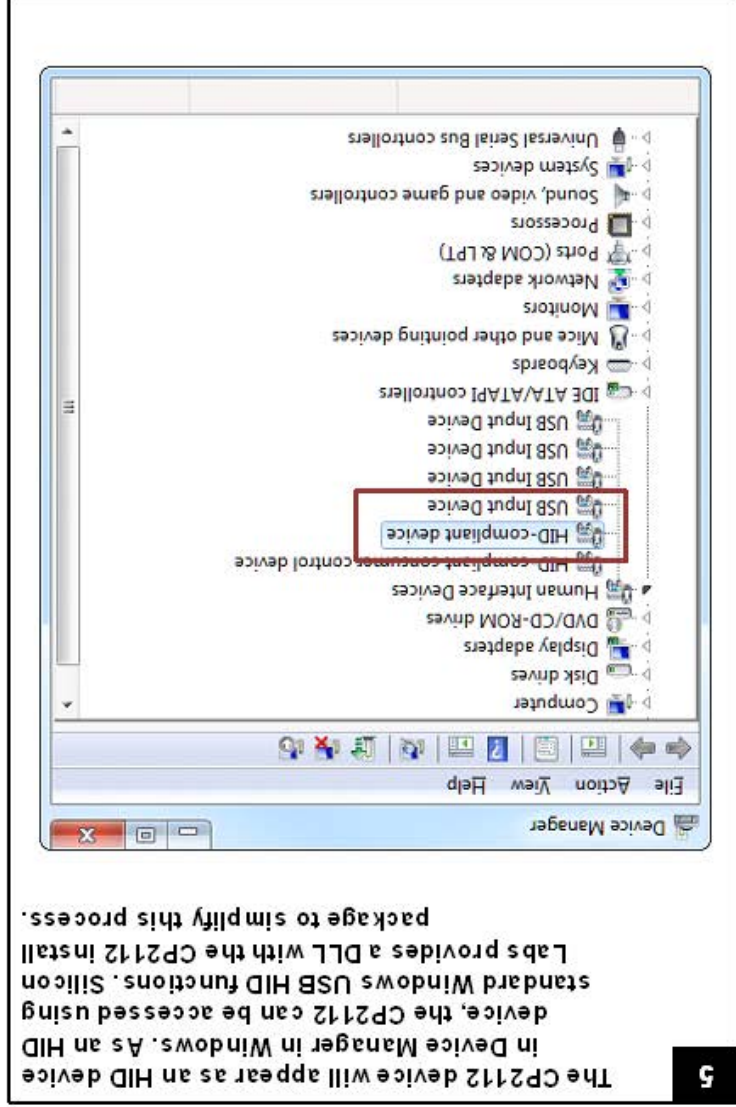 5
The CP2112 device will appear as an HID device
in Device Manager in Windows. As an HID
device, the CP2112 can be accessed using
standard Windows USB HID functions. Silicon
Labs provides a DLL with the CP2112 install
package to simplify this process.
Device Manager
File Action View Help
Computer
Disk drives
Display adapters
DVD/CD-ROM drives
Human Interface Devices
HID-compliant consumer control device
HID-compliant device
USB Input Device
USB Input Device
USB Input Device
USB Input Device
IDE ATA/ATAPI controllers
Keyboards
Mice and other pointing devices
Monitors
Network adapters
Ports (COM & LPT)
Processors
Sound, video and game controllers
System devices
Universal Serial Bus controllers